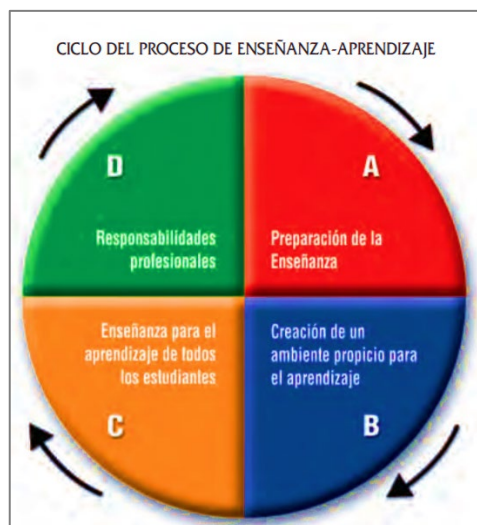 CICLO DEL PROCESO DE ENSEÑANZA-APRENDIZAJE
D
Responsabilidades
profesionales
A
Preparación de la
Enseñanza
Enseñanza para el
aprendizaje de todos
los estudiantes
C
Creación de un
ambiente propicio para
el aprendizaje
B